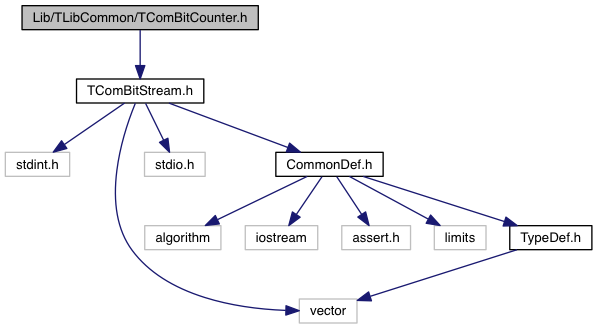 Lib/TLibCommon/TComBitCounter.h
TComBitStream.h
stdint.h
stdio.h
CommonDef.h
algorithm
iostream
assert.h
limits
TypeDef.h
vector